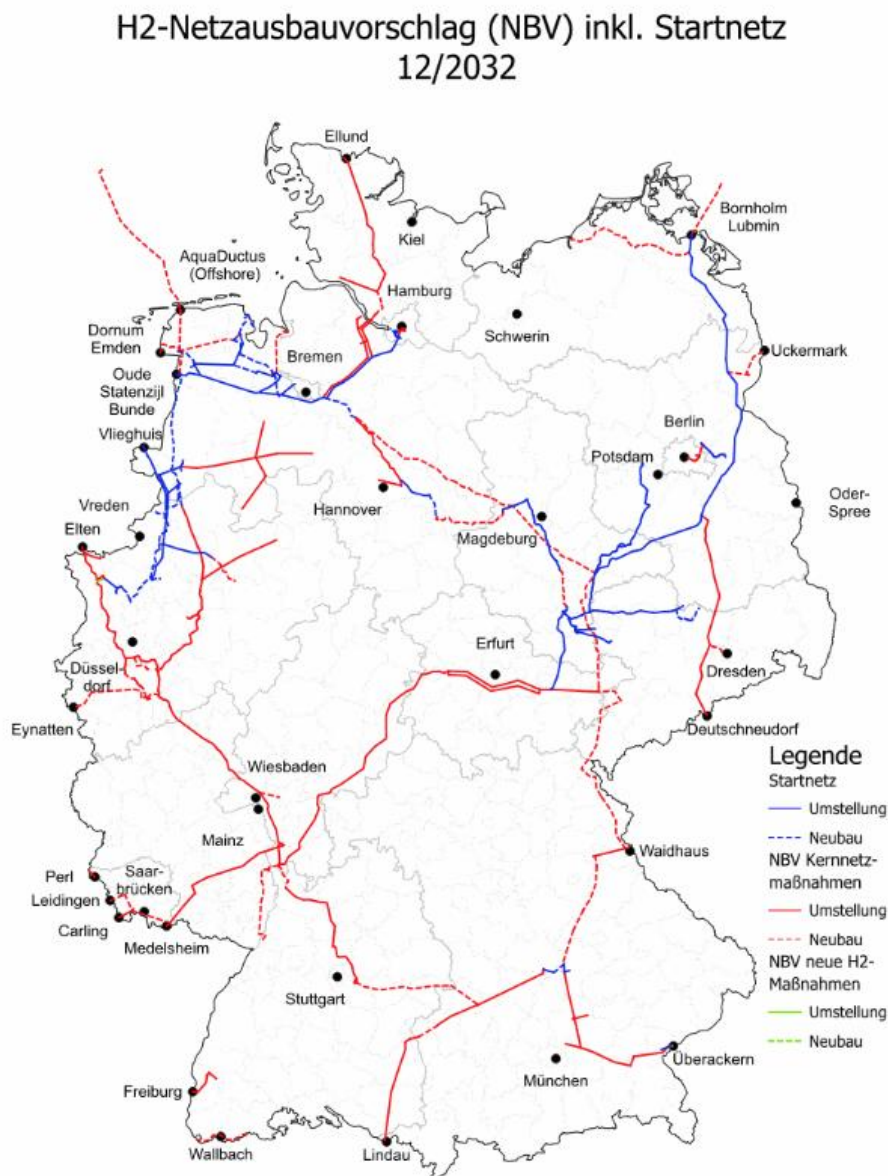 H2-Netzausbauvorschlag (NBV) inkl. Startnetz
12/2032
Ellund
Kiel
Bornholm
Lubmin
AquaDuctus
(Offshore)
Hamburg
Schwerin
Dornum
Emden
Bremen
Uckermark
Oude
Statenzijl
Bunde
Vlieghuis
Berlin
Potsdam
Vreden
Hannover
Oder-
Spree
Elten
Magdeburg
Erfurt
Düssel-
dorf
Dresden
Eynatten
Deutschneudorf
Wiesbaden
Mainz
Waidhaus
Perl
Saar-
brücken
Leidingen
Carling
Medelsheim
Stuttgart
Überackern
München
Freiburg
Wallbach
Lindau
Legende
Startnetz
Umstellung
Neubau
NBV Kernnetz-
maßnahmen
Umstellung
Neubau
NBV neue H2-
Maßnahmen
Umstellung
Neubau